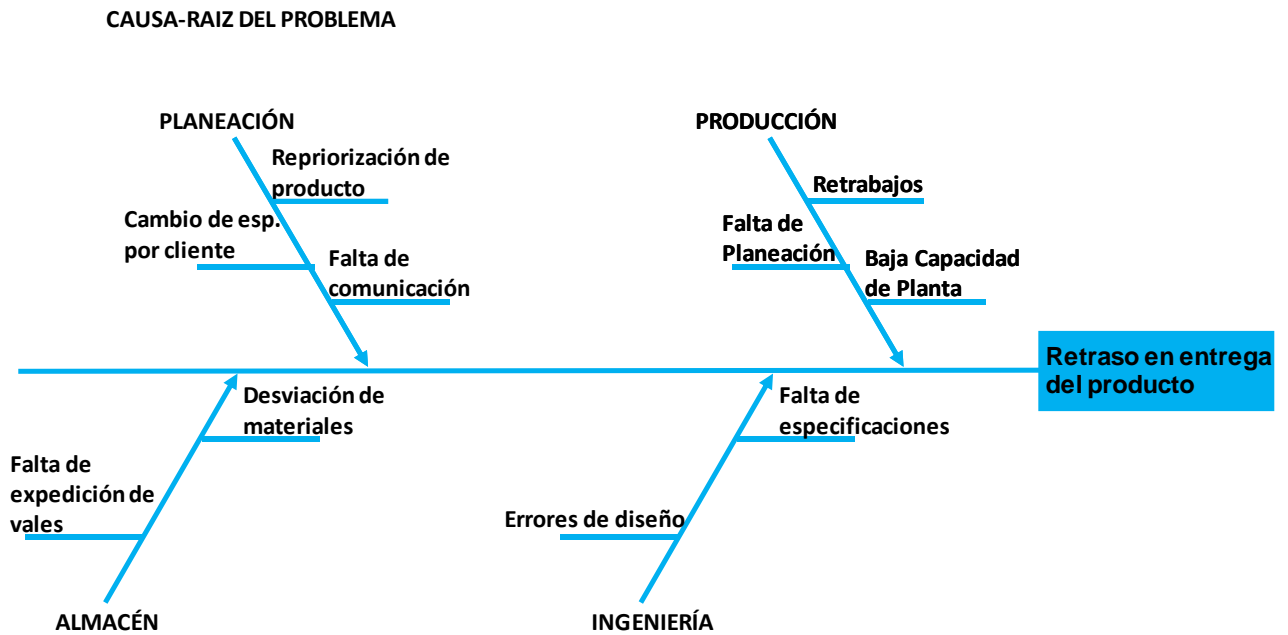 CAUSA-RAIZ DEL PROBLEMA
PLANEACIÓN
Repriorización de
producto
Cambio de esp.
por cliente
Falta de
comunicación
PRODUCCIÓN
Retrabajos
Falta de
Planeación
Baja Capacidad
de Planta
Retraso en entrega
del producto
Desviación de
materiales
Falta de
expedición de
vales
ALMACÉN
Falta de
especificaciones
Errores de diseño
INGENIERÍA